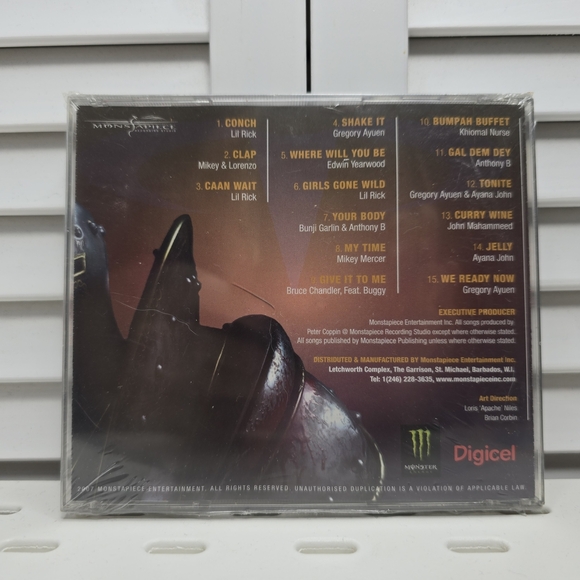 MONSTAPIECE
1. CONCH
Lil Rick
2. CLAP
Mikey & Lorenzo
3. CAAN WAIT
Lil Rick
4. SHAKE IT
Gregory Ayuen
5. WHERE WILL YOU BE
Edwin Yearwood
6. GIRLS GONE WILD
Lil Rick
7. YOUR BODY
Bunji Garlin & Anthony B
8. MY TIME
Mikey Mercer
GIVE IT TO ME
Bruce Chandler, Feat. Buggy
10. BUMPAH BUFFET
Khiomal Nurse
11. GAL DEM DEY
Anthony B
12. TONITE
Gregory Ayuen & Ayana John
13. CURRY WINE
John Mahammeed
14. JELLY
Ayana John
15. WE READY NOW
Gregory Ayuen
EXECUTIVE PRODUCER
Monstapiece Entertainment Inc. All songs produced by
Peter Coppin @ Monstapiece Recording Studio except where otherwise stated.
All songs published by Monstapiece Publishing unless where otherwise stated.
DISTIBUTED & MANUFACTURED BY Monstapiece Entertainment Inc.
Letchworth Complex, The Garrison, St. Michael, Barbados, W.I.
Tel: 1(246) 228-3635, www.monstapieceinc.com
Art Direction
Loris 'Apache' Niles
Brian Corbin
MONSTER
Digicel
2007 MONSTAPIECE ENTERTAINMENT. ALL RIGHTS RESERVED. UNAUTHORISED DUPLICATION IS A VIOLATION OF APPLICABLE LAW